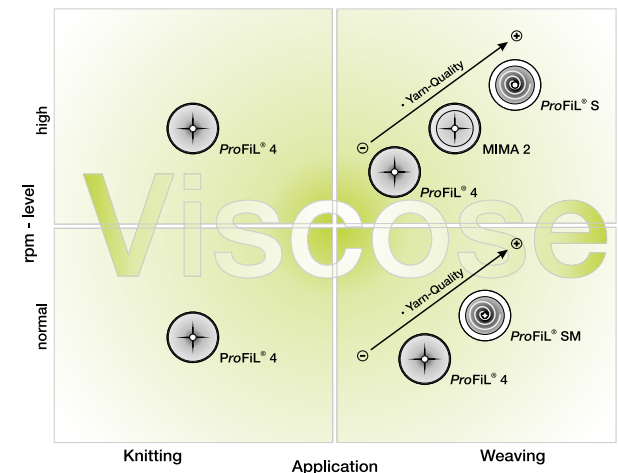 high
rpm - level
normal
ProFiL® 4
+
· Yarn-Quality
−
ProFiL® S
MIMA 2
ProFiL® 4
Viscose
ProFiL® 4
+
· Yarn-Quality
−
ProFiL® SM
ProFiL® 4
Knitting
Application
Weaving